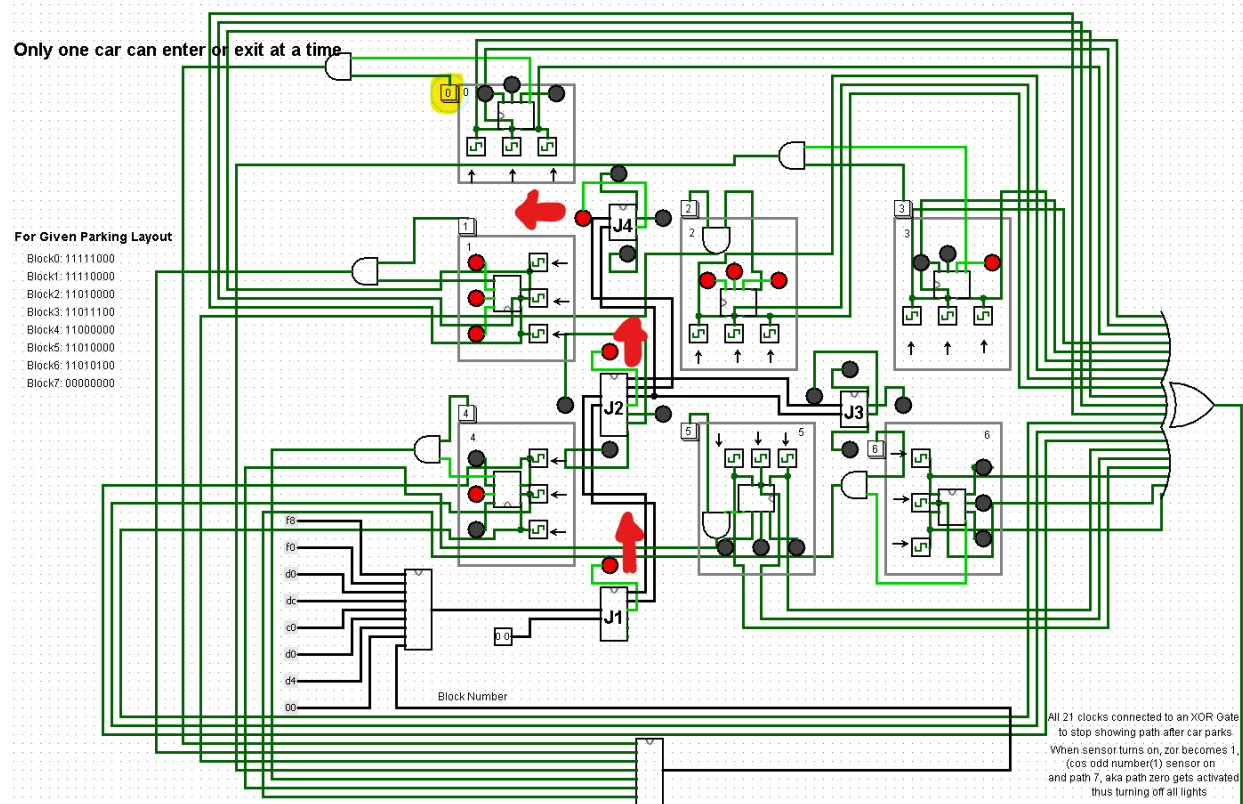 Only one car can enter or exit at a time
0
0
3
2
1
J4
2
3
For Given Parking Layout
1
Block0: 11111000
Block1: 11110000
Block2: 11010000
Block3: 11011100
Block4: 11000000
Block5: 11010000
Block6: 11010100
Block7: 00000000
J2
J3
4
5
4
5
6
6
f8
f0
d0
dc
c0
d0
d4
00
J1
0 0
Block Number
All 21 clocks connected to an XOR Gate
to stop showing path after car parks
When sensor turns on, zor becomes 1,
(cos odd number(1) sensor on
and path 7, aka path zero gets activated
thus turning off all lights